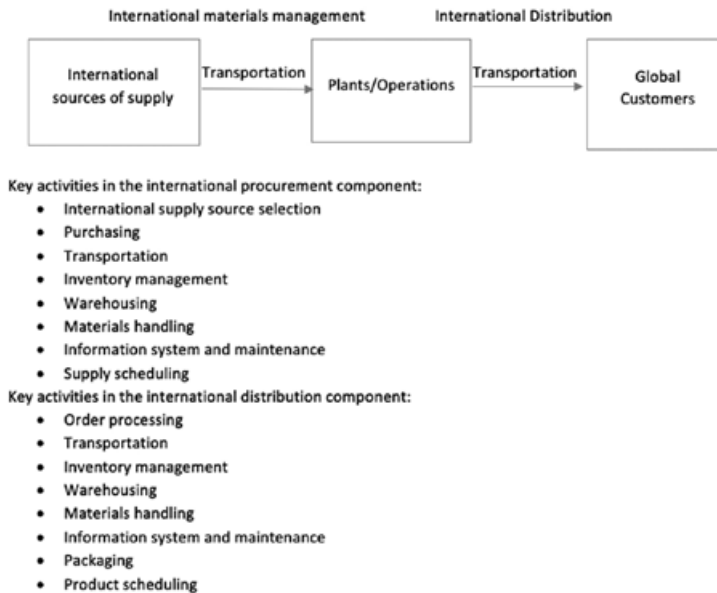 International materials management International Distribution
International sources of supply
Transportation
Plants/Operations
Transportation
Global Customers
Key activities in the international procurement component:
• International supply source selection
• Purchasing
• Transportation
• Inventory management
• Warehousing
• Materials handling
• Information system and maintenance
• Supply scheduling
Key activities in the international distribution component:
• Order processing
• Transportation
• Inventory management
• Warehousing
• Materials handling
• Information system and maintenance
• Packaging
• Product scheduling